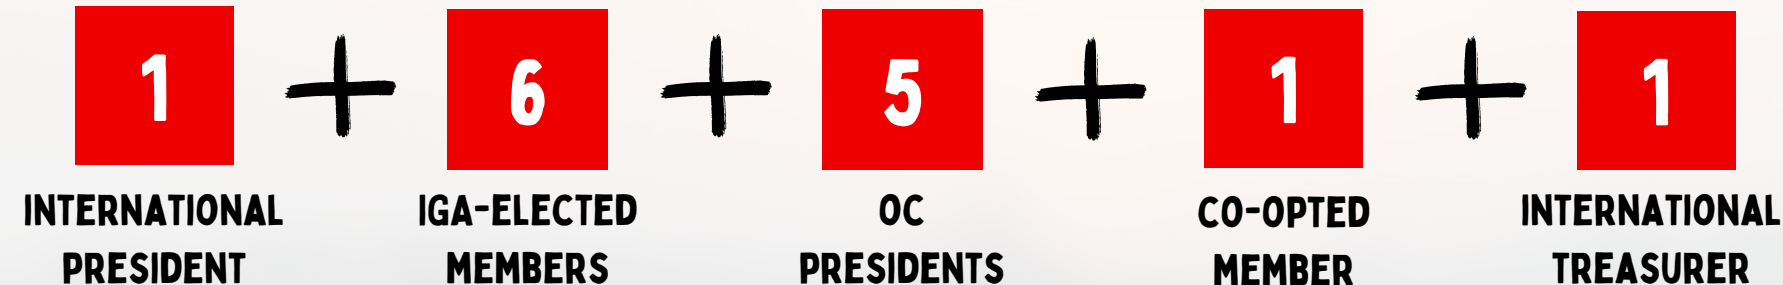 1 + 6 + 5 + 1 + 1
INTERNATIONAL PRESIDENT
IGA-ELECTED MEMBERS
OC PRESIDENTS
CO-OPTED MEMBER
INTERNATIONAL TREASURER